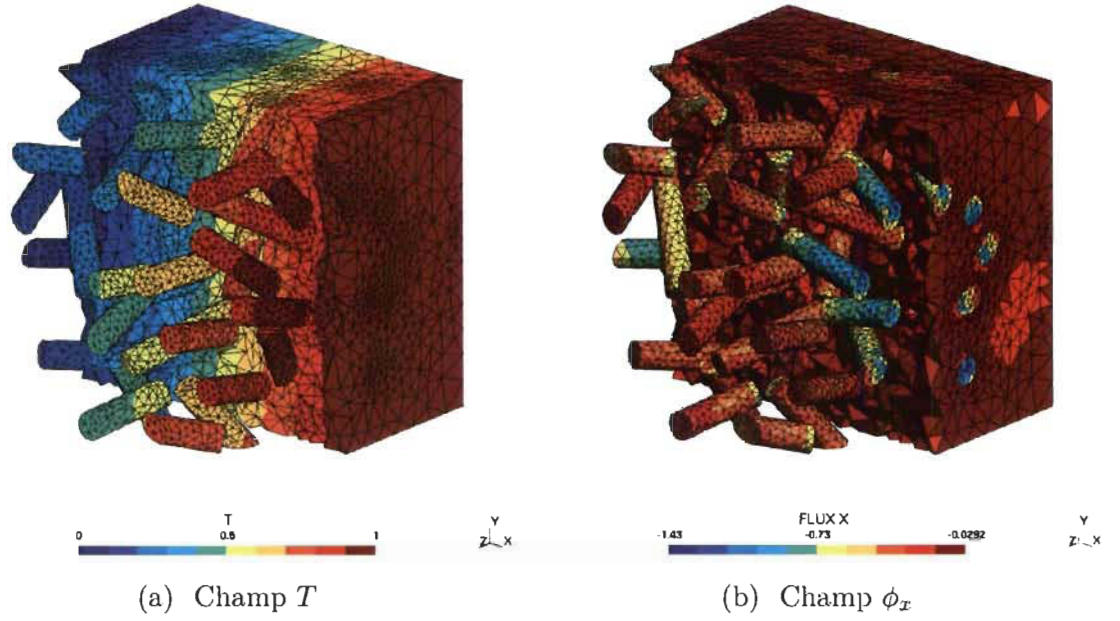 T
0
0.5
1
Y
Z X
(a) Champ T
FLUX X
-1.43
-0.73
-0.0292
Y
Z X
(b) Champ ϕₓ